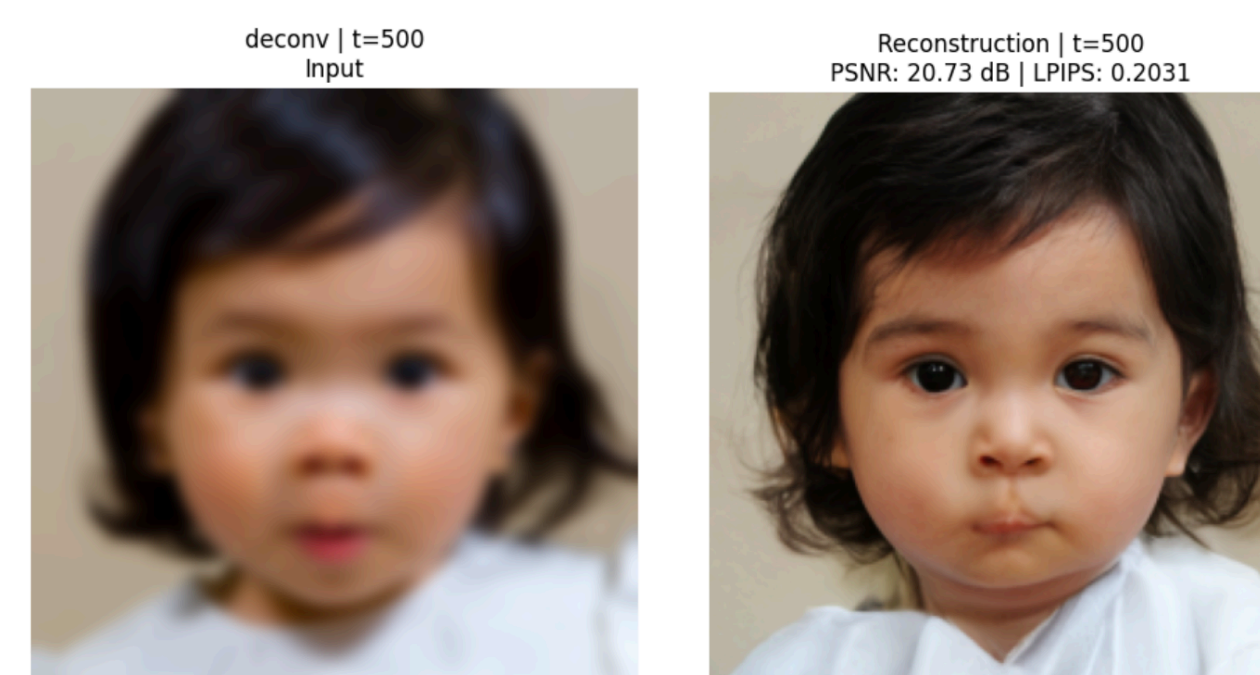 deconv | t=500
Input
Reconstruction | t=500
PSNR: 20.73 dB | LPIPS: 0.2031